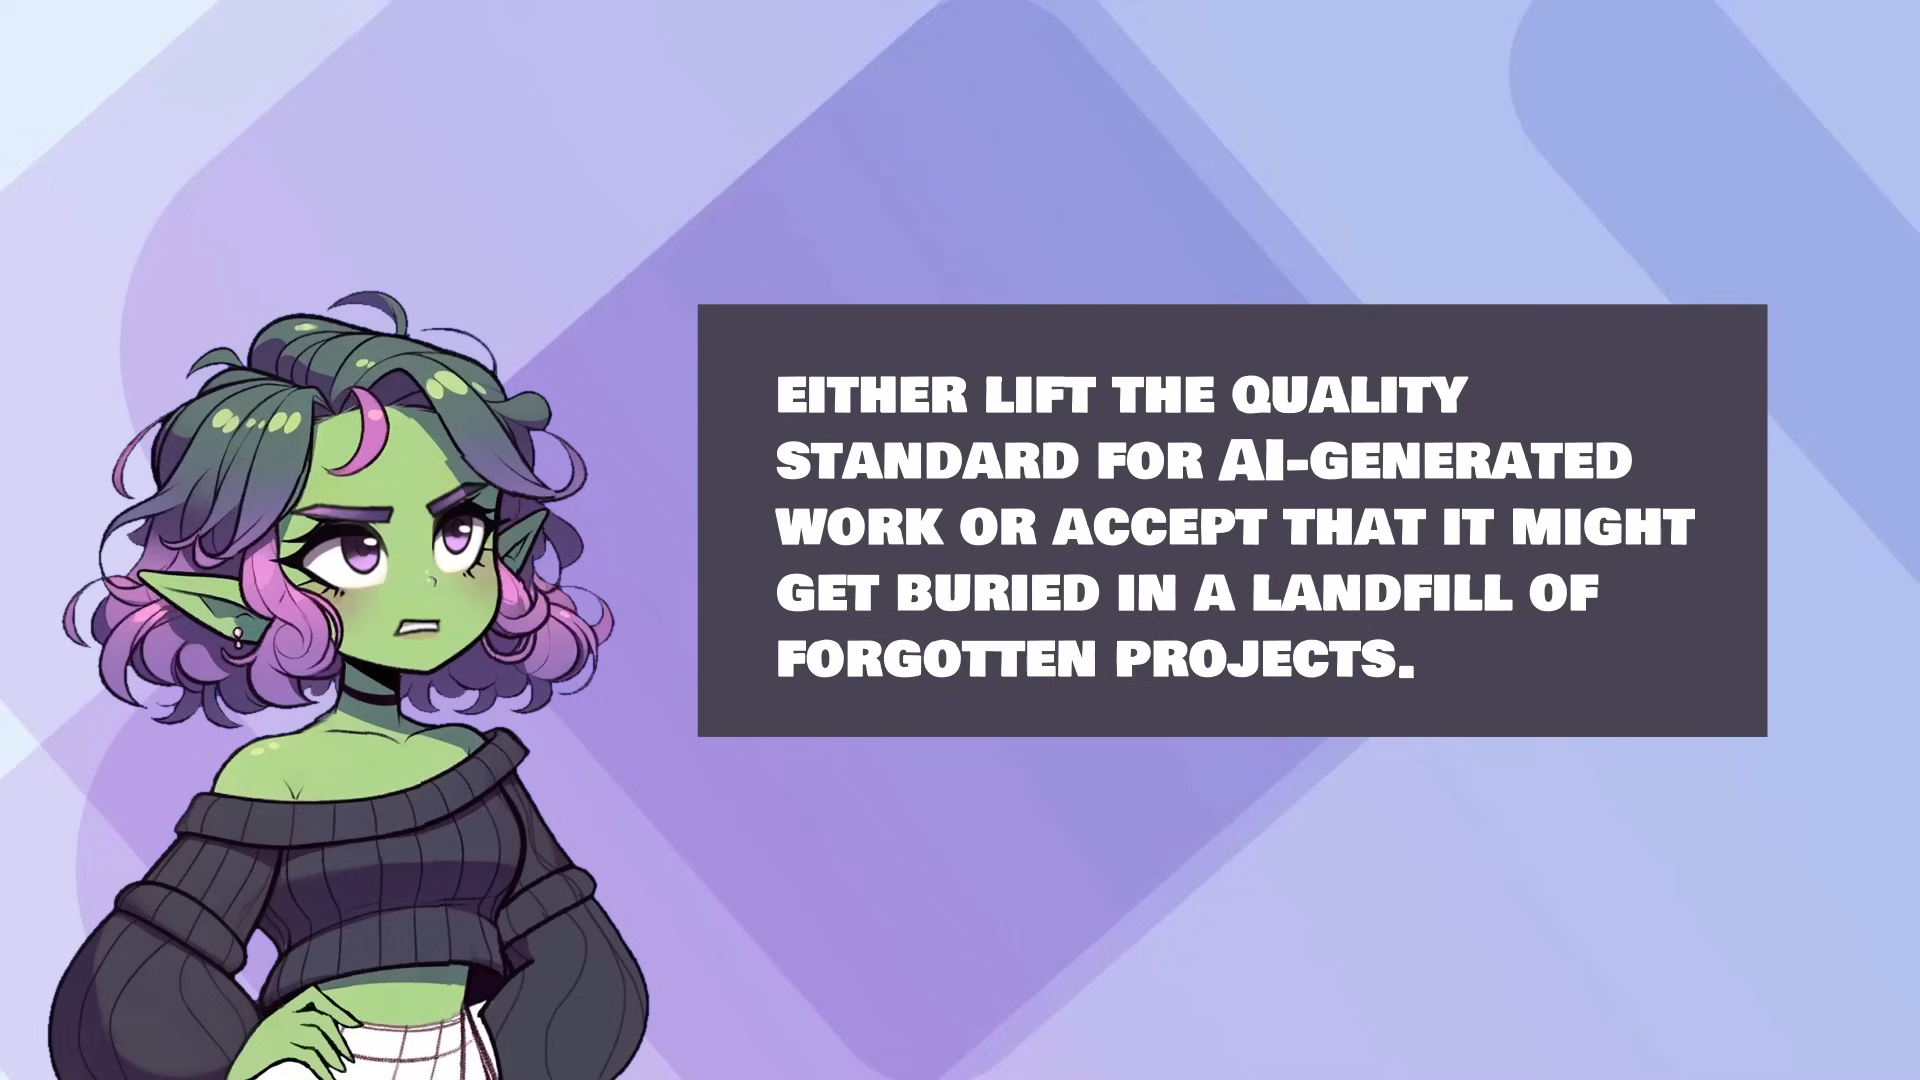 EITHER LIFT THE QUALITY
STANDARD FOR AI-GENERATED
WORK OR ACCEPT THAT IT MIGHT
GET BURIED IN A LANDFILL OF
FORGOTTEN PROJECTS.